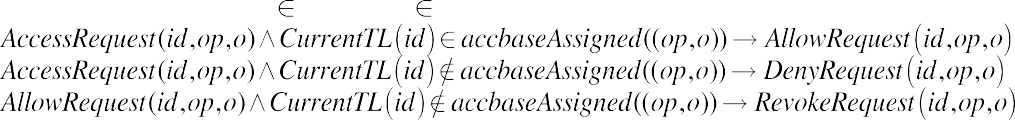 ∈ ∈
AccessRequest(id,op,o) ∧ CurrentTL(id) ∈ accbaseAssigned((op,o)) → AllowRequest(id,op,o)
AccessRequest(id,op,o) ∧ CurrentTL(id) ∉ accbaseAssigned((op,o)) → DenyRequest(id,op,o)
AllowRequest(id,op,o) ∧ CurrentTL(id) ∉ accbaseAssigned((op,o)) → RevokeRequest(id,op,o)